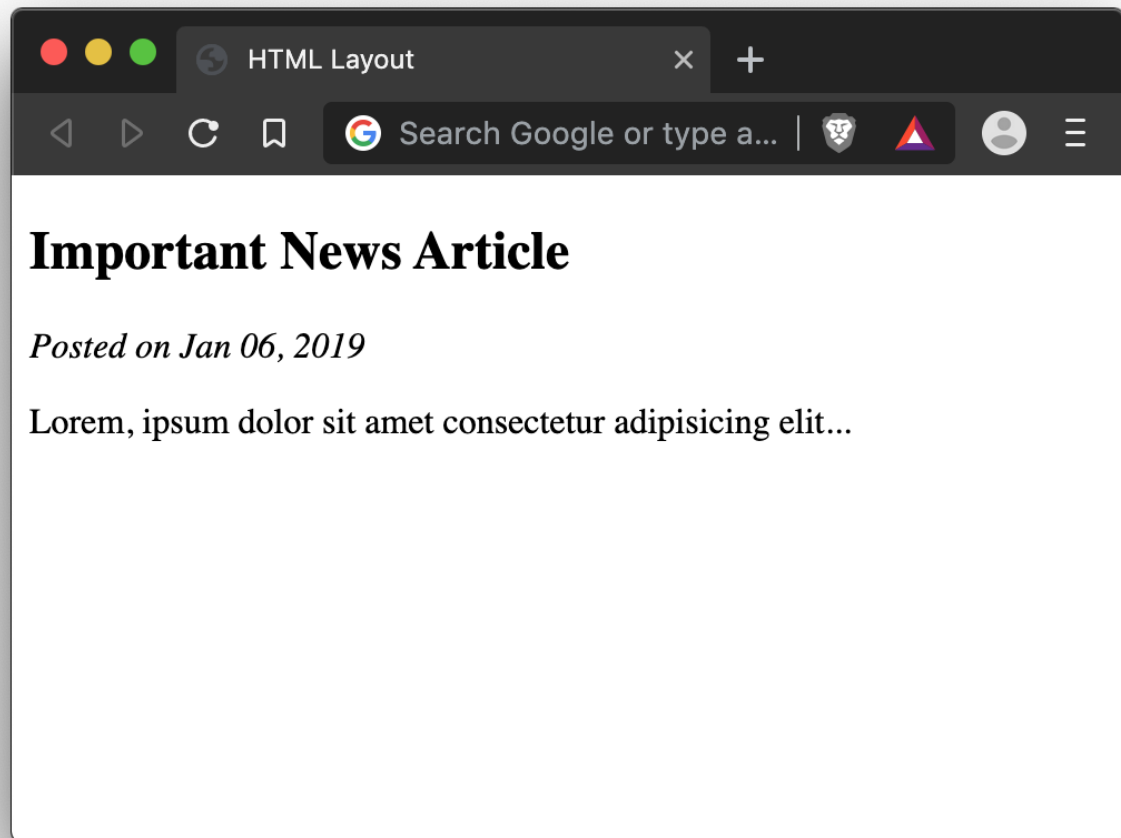 HTML Layout
Search Google or type a...
Important News Article
Posted on Jan 06, 2019
Lorem, ipsum dolor sit amet consectetur adipisicing elit...